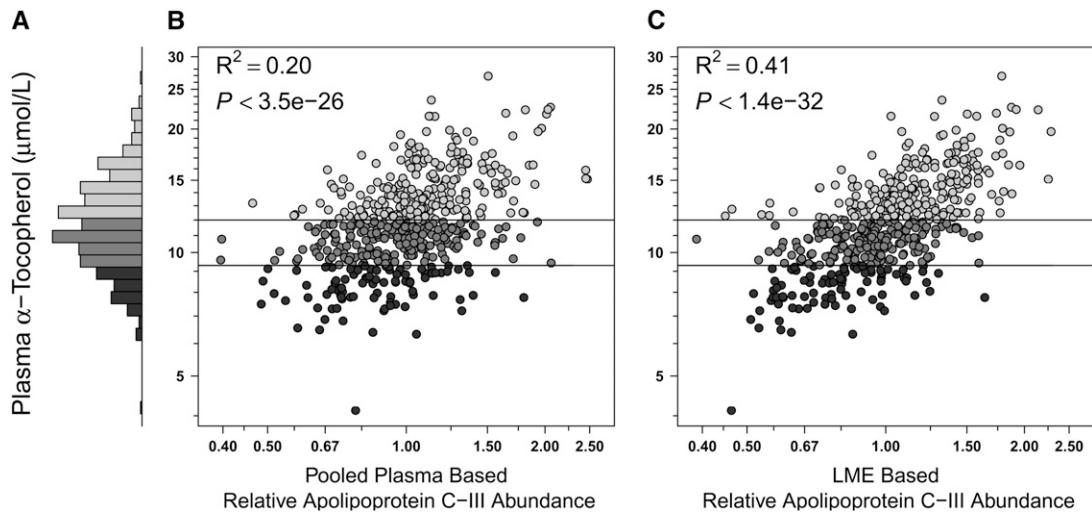 A
B
C
Plasma α−Tocopherol (µmol/L)
R² = 0.20
P < 3.5e−26
30
25
20
15
10
5
0.40 0.50 0.67 1.00 1.50 2.00 2.50
Pooled Plasma Based
Relative Apolipoprotein C−III Abundance
R² = 0.41
P < 1.4e−32
30
25
20
15
10
5
0.40 0.50 0.67 1.00 1.50 2.00 2.50
LME Based
Relative Apolipoprotein C−III Abundance